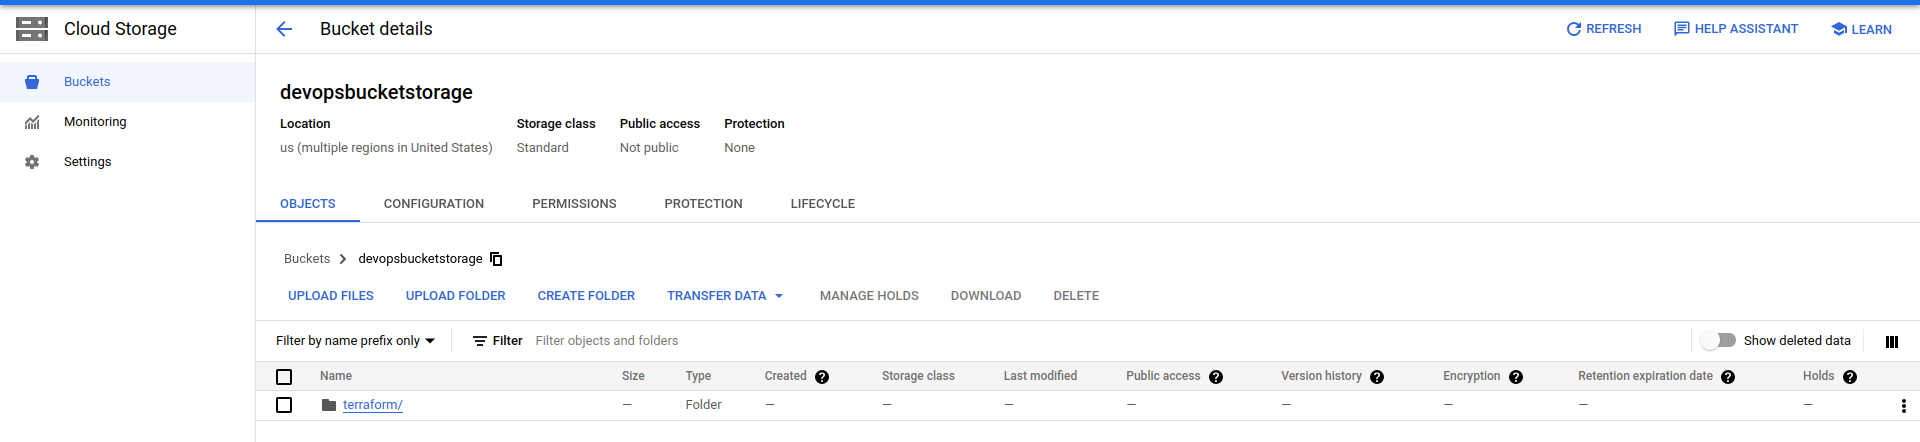 Cloud Storage
Bucket details
REFRESH
HELP ASSISTANT
LEARN
Buckets
Monitoring
Settings
devopsbucketstorage
Location Storage class Public access Protection
us (multiple regions in United States) Standard Not public None
OBJECTS CONFIGURATION PERMISSIONS PROTECTION LIFECYCLE
Buckets > devopsbucketstorage
UPLOAD FILES UPLOAD FOLDER CREATE FOLDER TRANSFER DATA MANAGE HOLDS DOWNLOAD DELETE
Filter by name prefix only Filter Filter objects and folders Show deleted data
Name Size Type Created ? Storage class Last modified Public access ? Version history ? Encryption ? Retention expiration date ? Holds ?
terraform/ — Folder — — — — — — — —